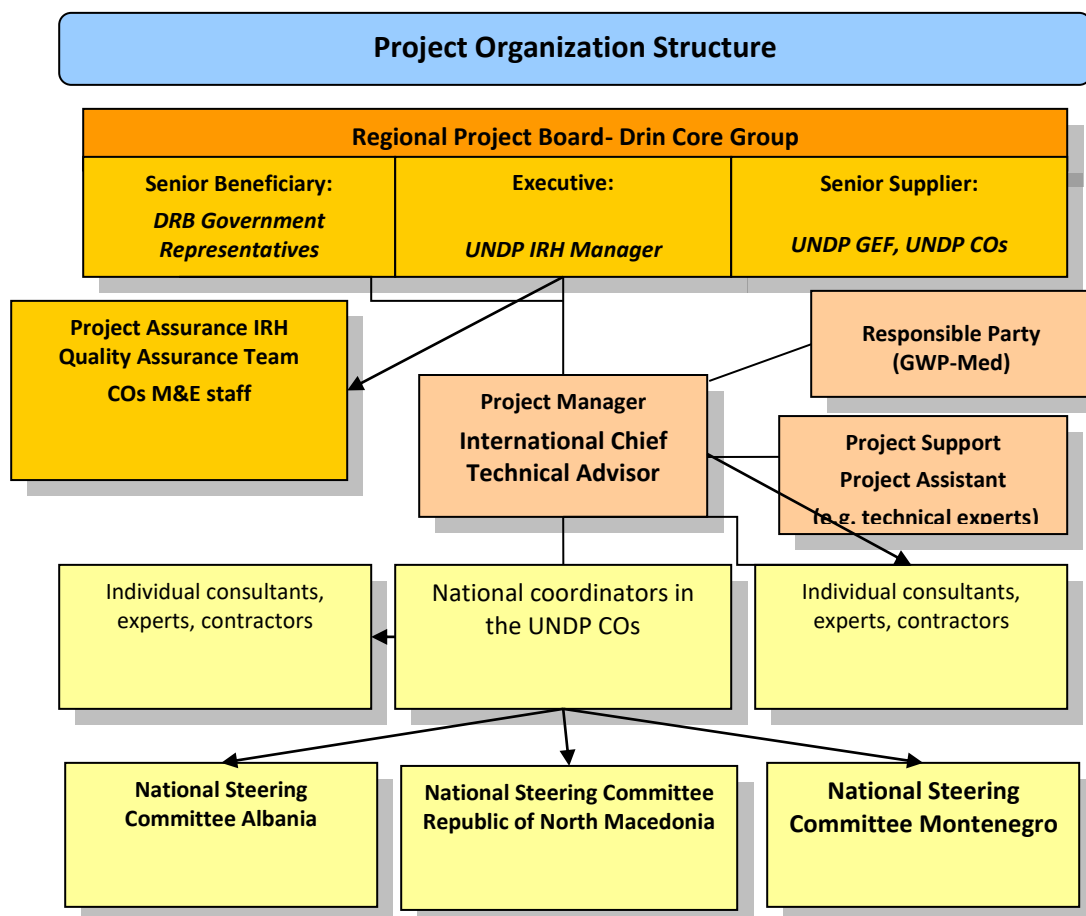 Project Organization Structure
Regional Project Board- Drin Core Group
Senior Beneficiary:
DRB Government
Representatives
Executive:
UNDP IRH Manager
Senior Supplier:
UNDP GEF, UNDP COs
Project Assurance IRH
Quality Assurance Team
COs M&E staff
Responsible Party
(GWP-Med)
Project Manager
International Chief
Technical Advisor
Project Support
Project Assistant
(e.g. technical experts)
Individual consultants,
experts, contractors
National coordinators in
the UNDP COs
Individual consultants,
experts, contractors
National Steering
Committee Albania
National Steering Committee
Republic of North Macedonia
National Steering
Committee Montenegro